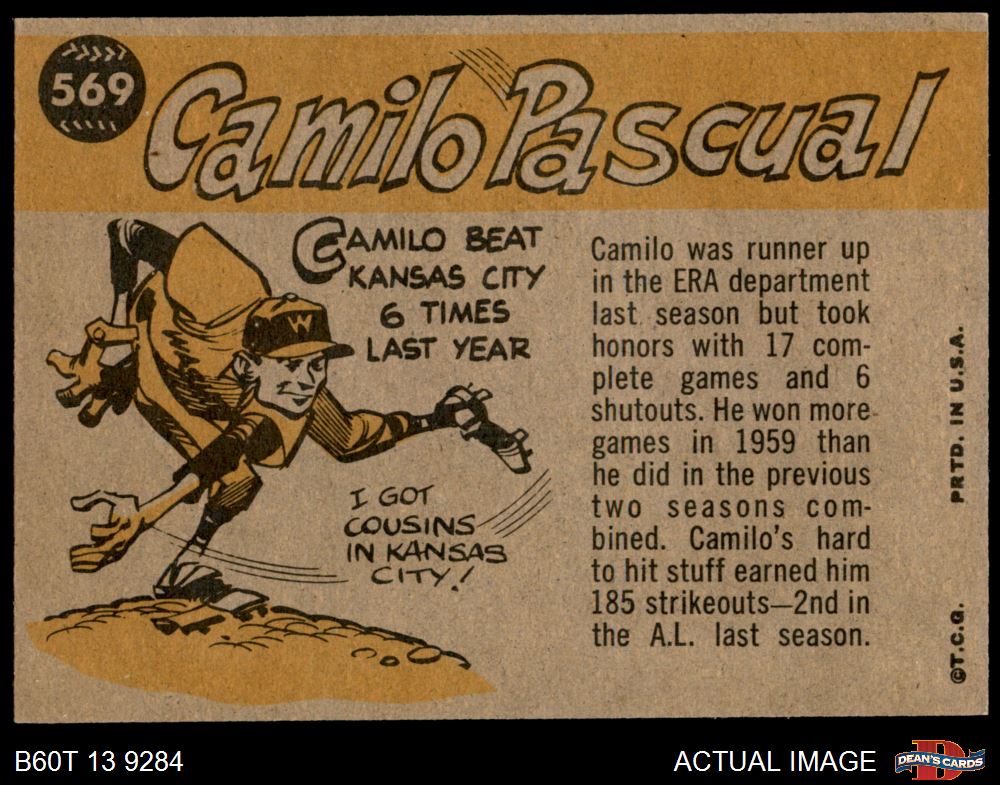 569
Camilo Pascual
CAMILO BEAT
KANSAS CITY
6 TIMES
LAST YEAR
W
WAS
I GOT
COUSINS
IN KANSAS
CITY!
Camilo was runner up
in the ERA department
last season but took
honors with 17 com-
plete games and 6
shutouts. He won more
games in 1959 than
he did in the previous
two seasons com-
bined. Camilo's hard
to hit stuff earned him
185 strikeouts—2nd in
the A.L. last season.
©T.C.G. PRTD. IN U.S.A.
B60T 13 9284
ACTUAL IMAGE
D
DEAN'S CARDS